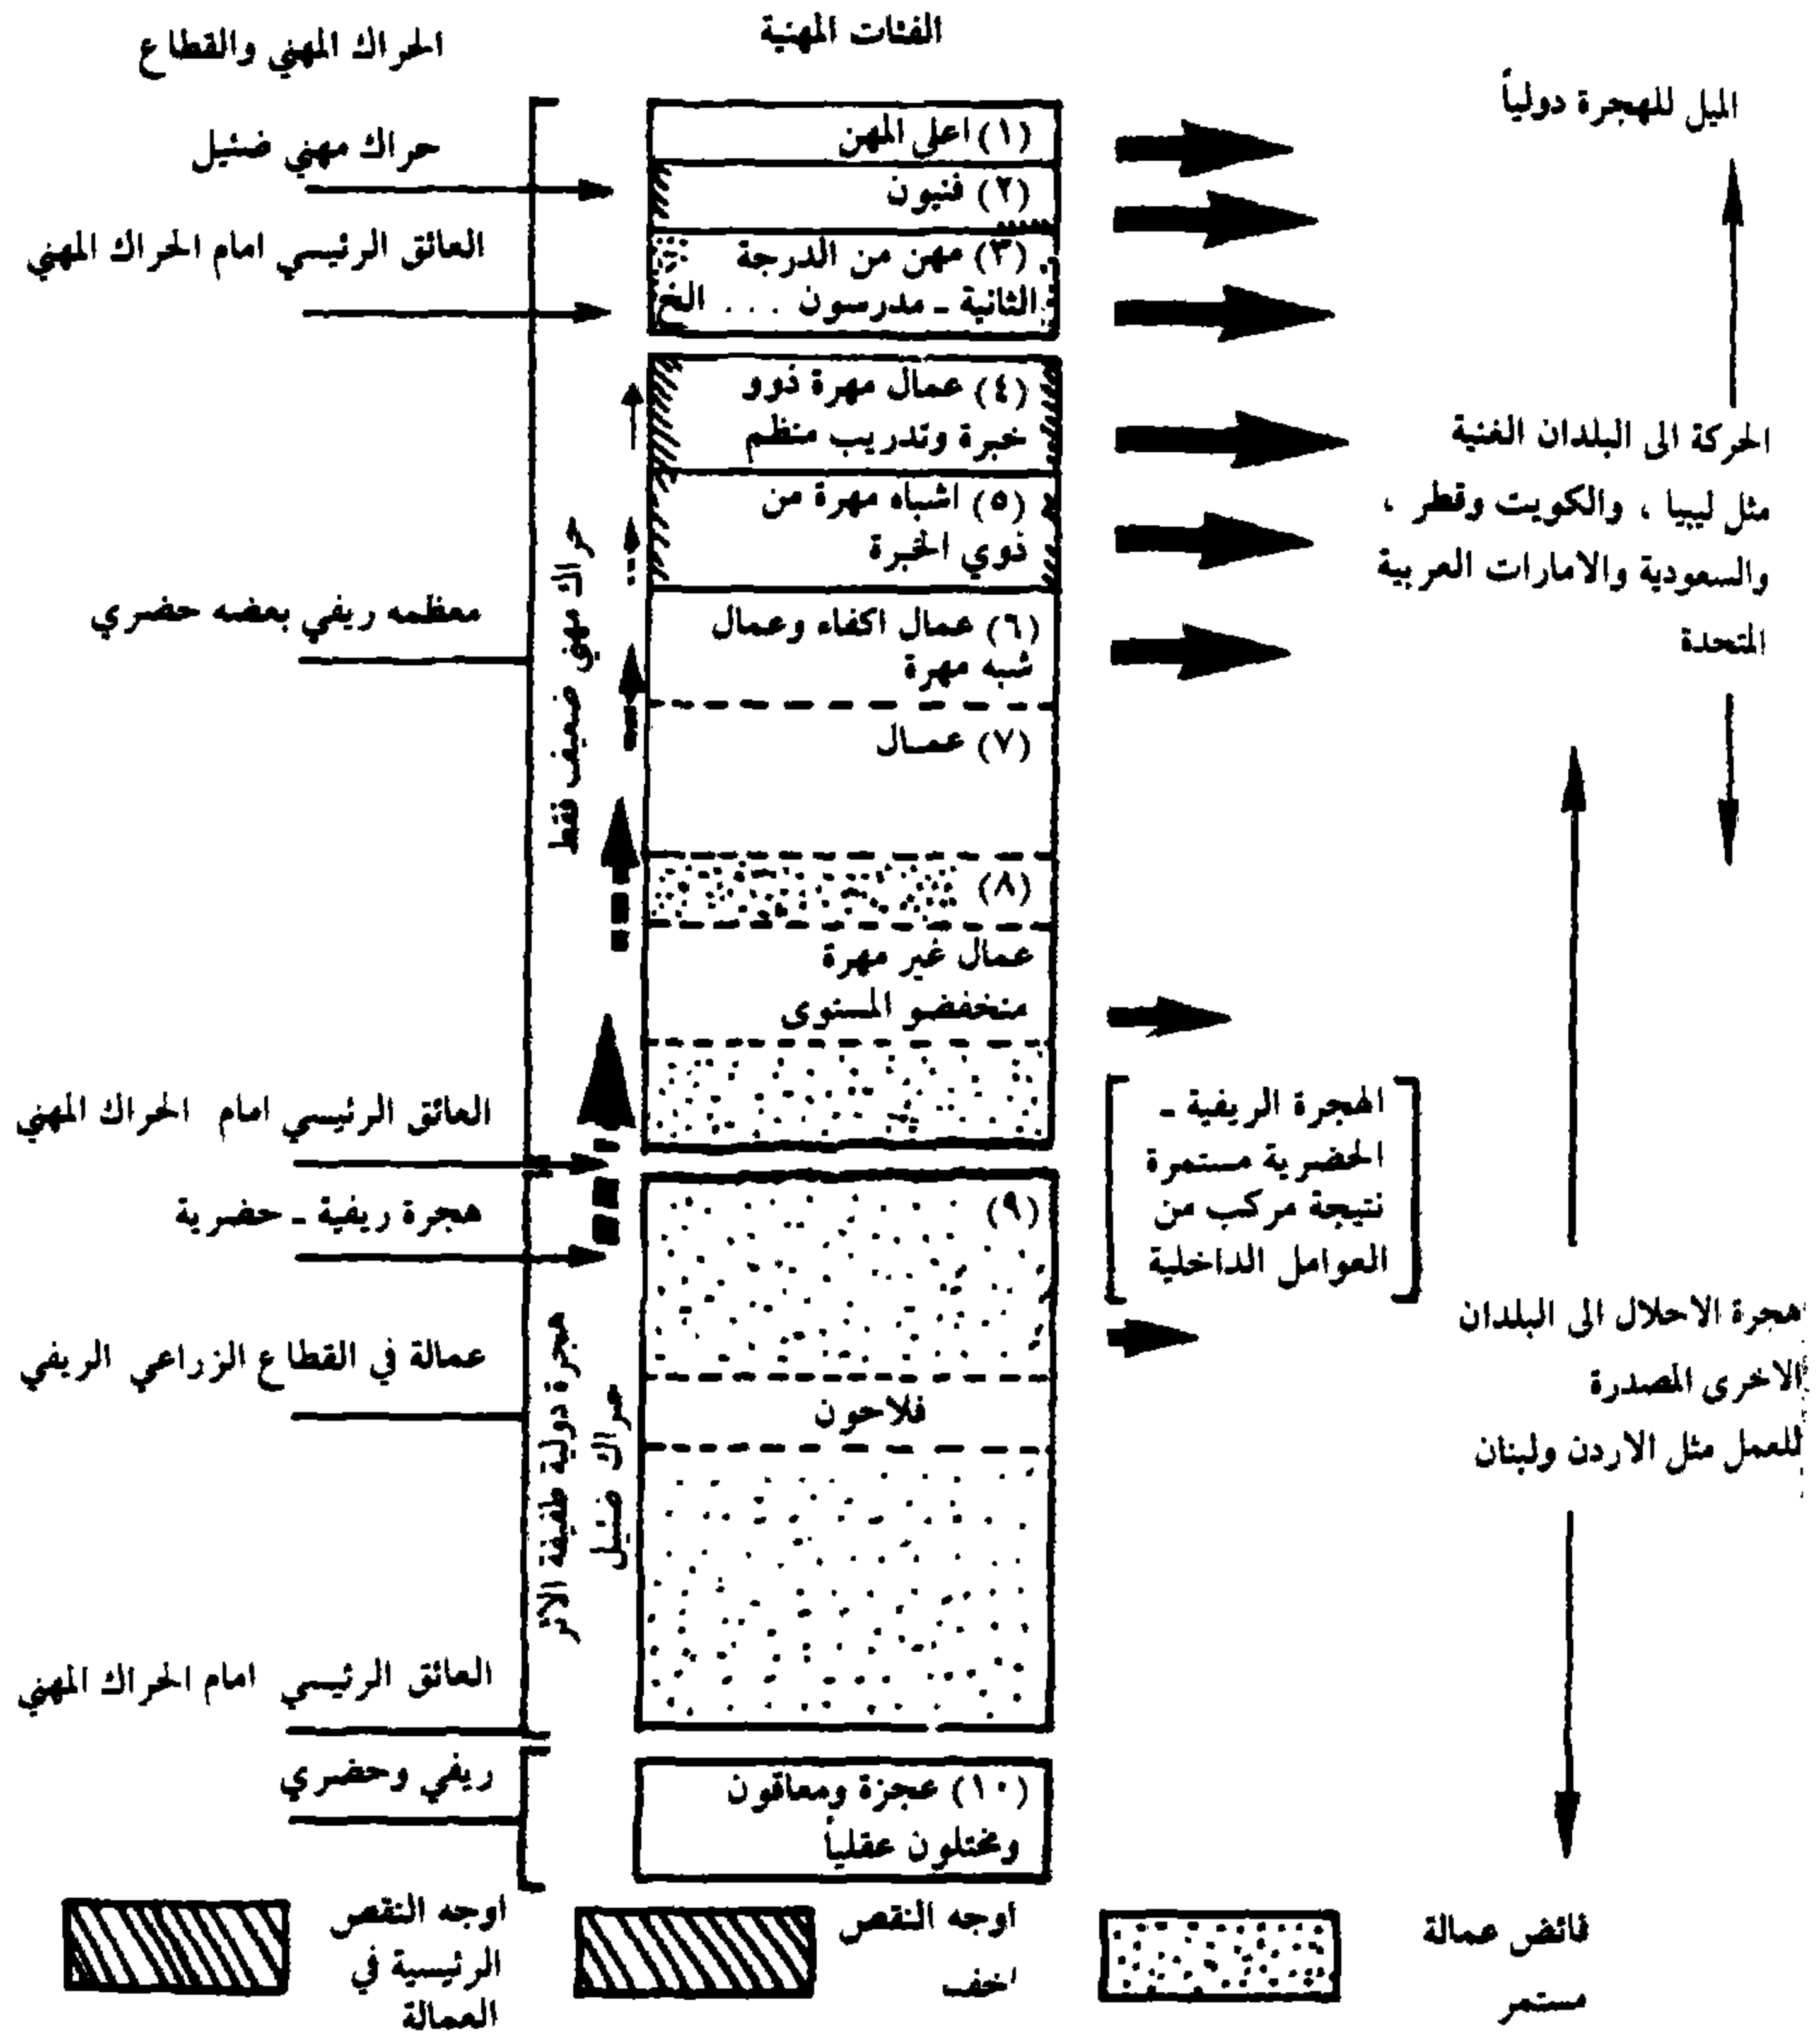 الفئات المهنية
الحراك المهني والقطاع
الميل للهجرة دولياً
حراك مهني ضئيل
العائق الرئيسي امام الحراك المهني
معظمه ريفي بعضه حضري
العائق الرئيسي امام الحراك المهني
هجرة ريفية ـ حضرية
عمالة في القطاع الزراعي الريفي
العائق الرئيسي امام الحراك المهني
ريفي وحضري
حراك مهني ضعيف فقط
هجرة دولية طفيفة الاثر
حراك ضئيل
(١) اعلى المهن
(٢) فنيون
(٣) مهن من الدرجة
الثانية ـ مدرسون ... الخ
(٤) عمال مهرة ذوو
خبرة وتدريب منظم
(٥) اشباه مهرة من
ذوي الخبرة
(٦) عمال اكفاء وعمال
شبه مهرة
(٧) عمال
(٨)
عمال غير مهرة
منخفضو المستوى
(٩)
فلاحون
(١٠) عجزة ومعاقون
ومختلون عقلياً
الحركة الى البلدان الغنية
مثل ليبيا ، والكويت وقطر ،
والسعودية والامارات العربية
المتحدة
الهجرة الريفية ـ
الحضرية مستمرة
نتيجة مركب من
العوامل الداخلية
هجرة الاحلال الى البلدان
الاخرى المصدرة
للعمل مثل الاردن ولبنان
فائض عمالة
مستمر
اوجه النقص
اخف
اوجه النقص
الرئيسية في
العمالة